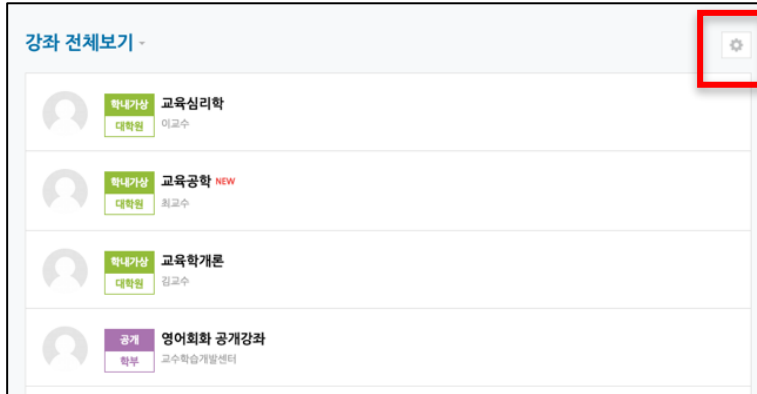 강좌 전체보기
학내가상 교육심리학
대학원 이교수
학내가상 교육공학 NEW
대학원 최교수
학내가상 교육학개론
대학원 김교수
공개 영어회화 공개강좌
학부 교수학습개발센터